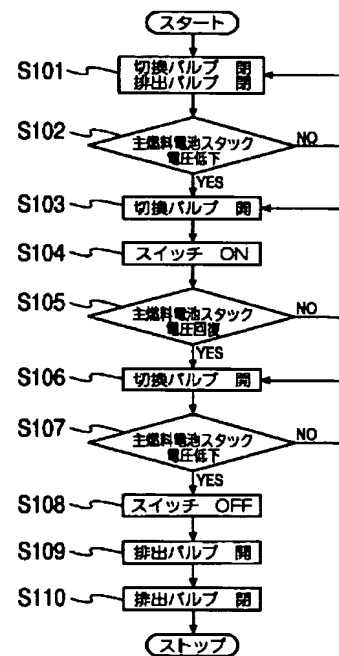 スタート
S101
切換バルブ 閉
排出バルブ 閉
S102
主燃料電池スタック
電圧低下
NO
YES
S103
切換バルブ 開
S104
スイッチ ON
S105
主燃料電池スタック
電圧回復
NO
YES
S106
切換バルブ 開
S107
主燃料電池スタック
電圧低下
NO
YES
S108
スイッチ OFF
S109
排出バルブ 開
S110
排出バルブ 閉
ストップ